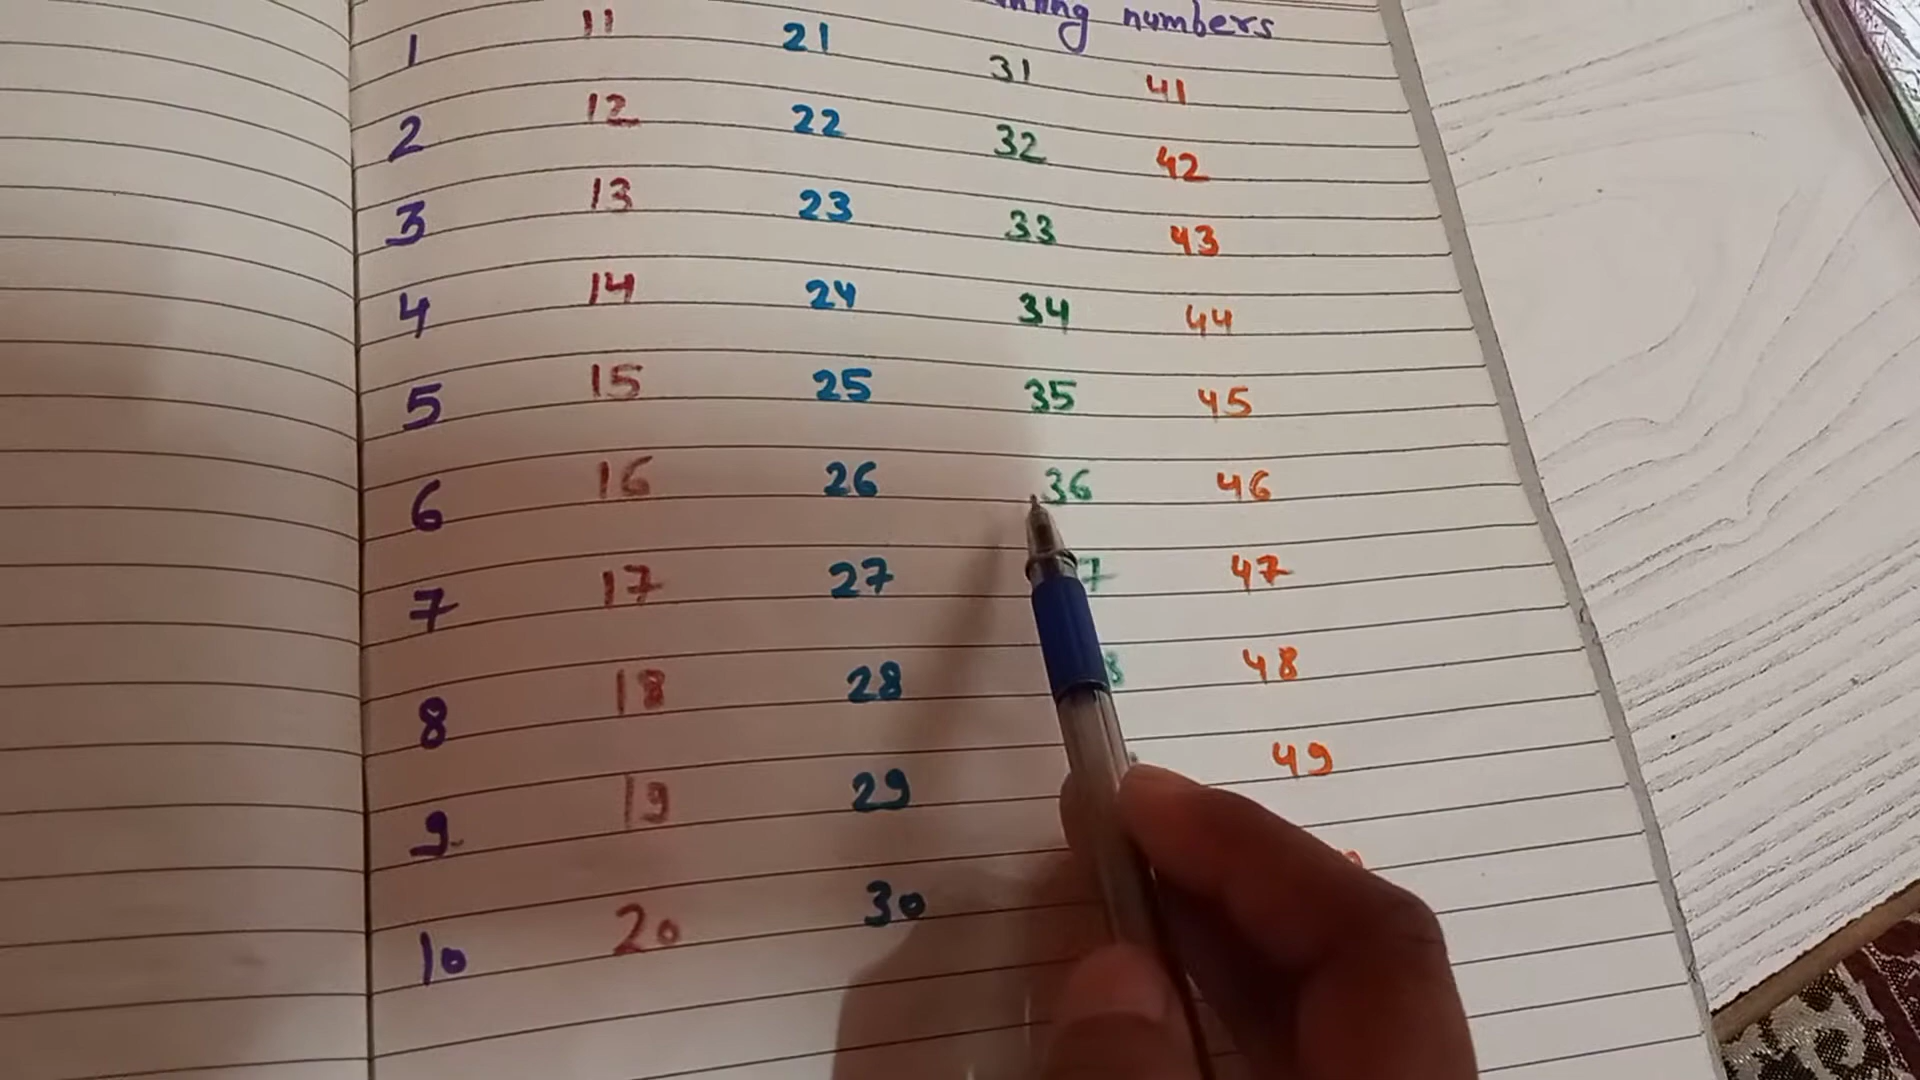 numbers
1 11 21 31 41
2 12 22 32 42
3 13 23 33 43
4 14 24 34 44
5 15 25 35 45
6 16 26 36 46
7 17 27 7 47
8 18 28 8 48
9 19 29 49
10 20 30